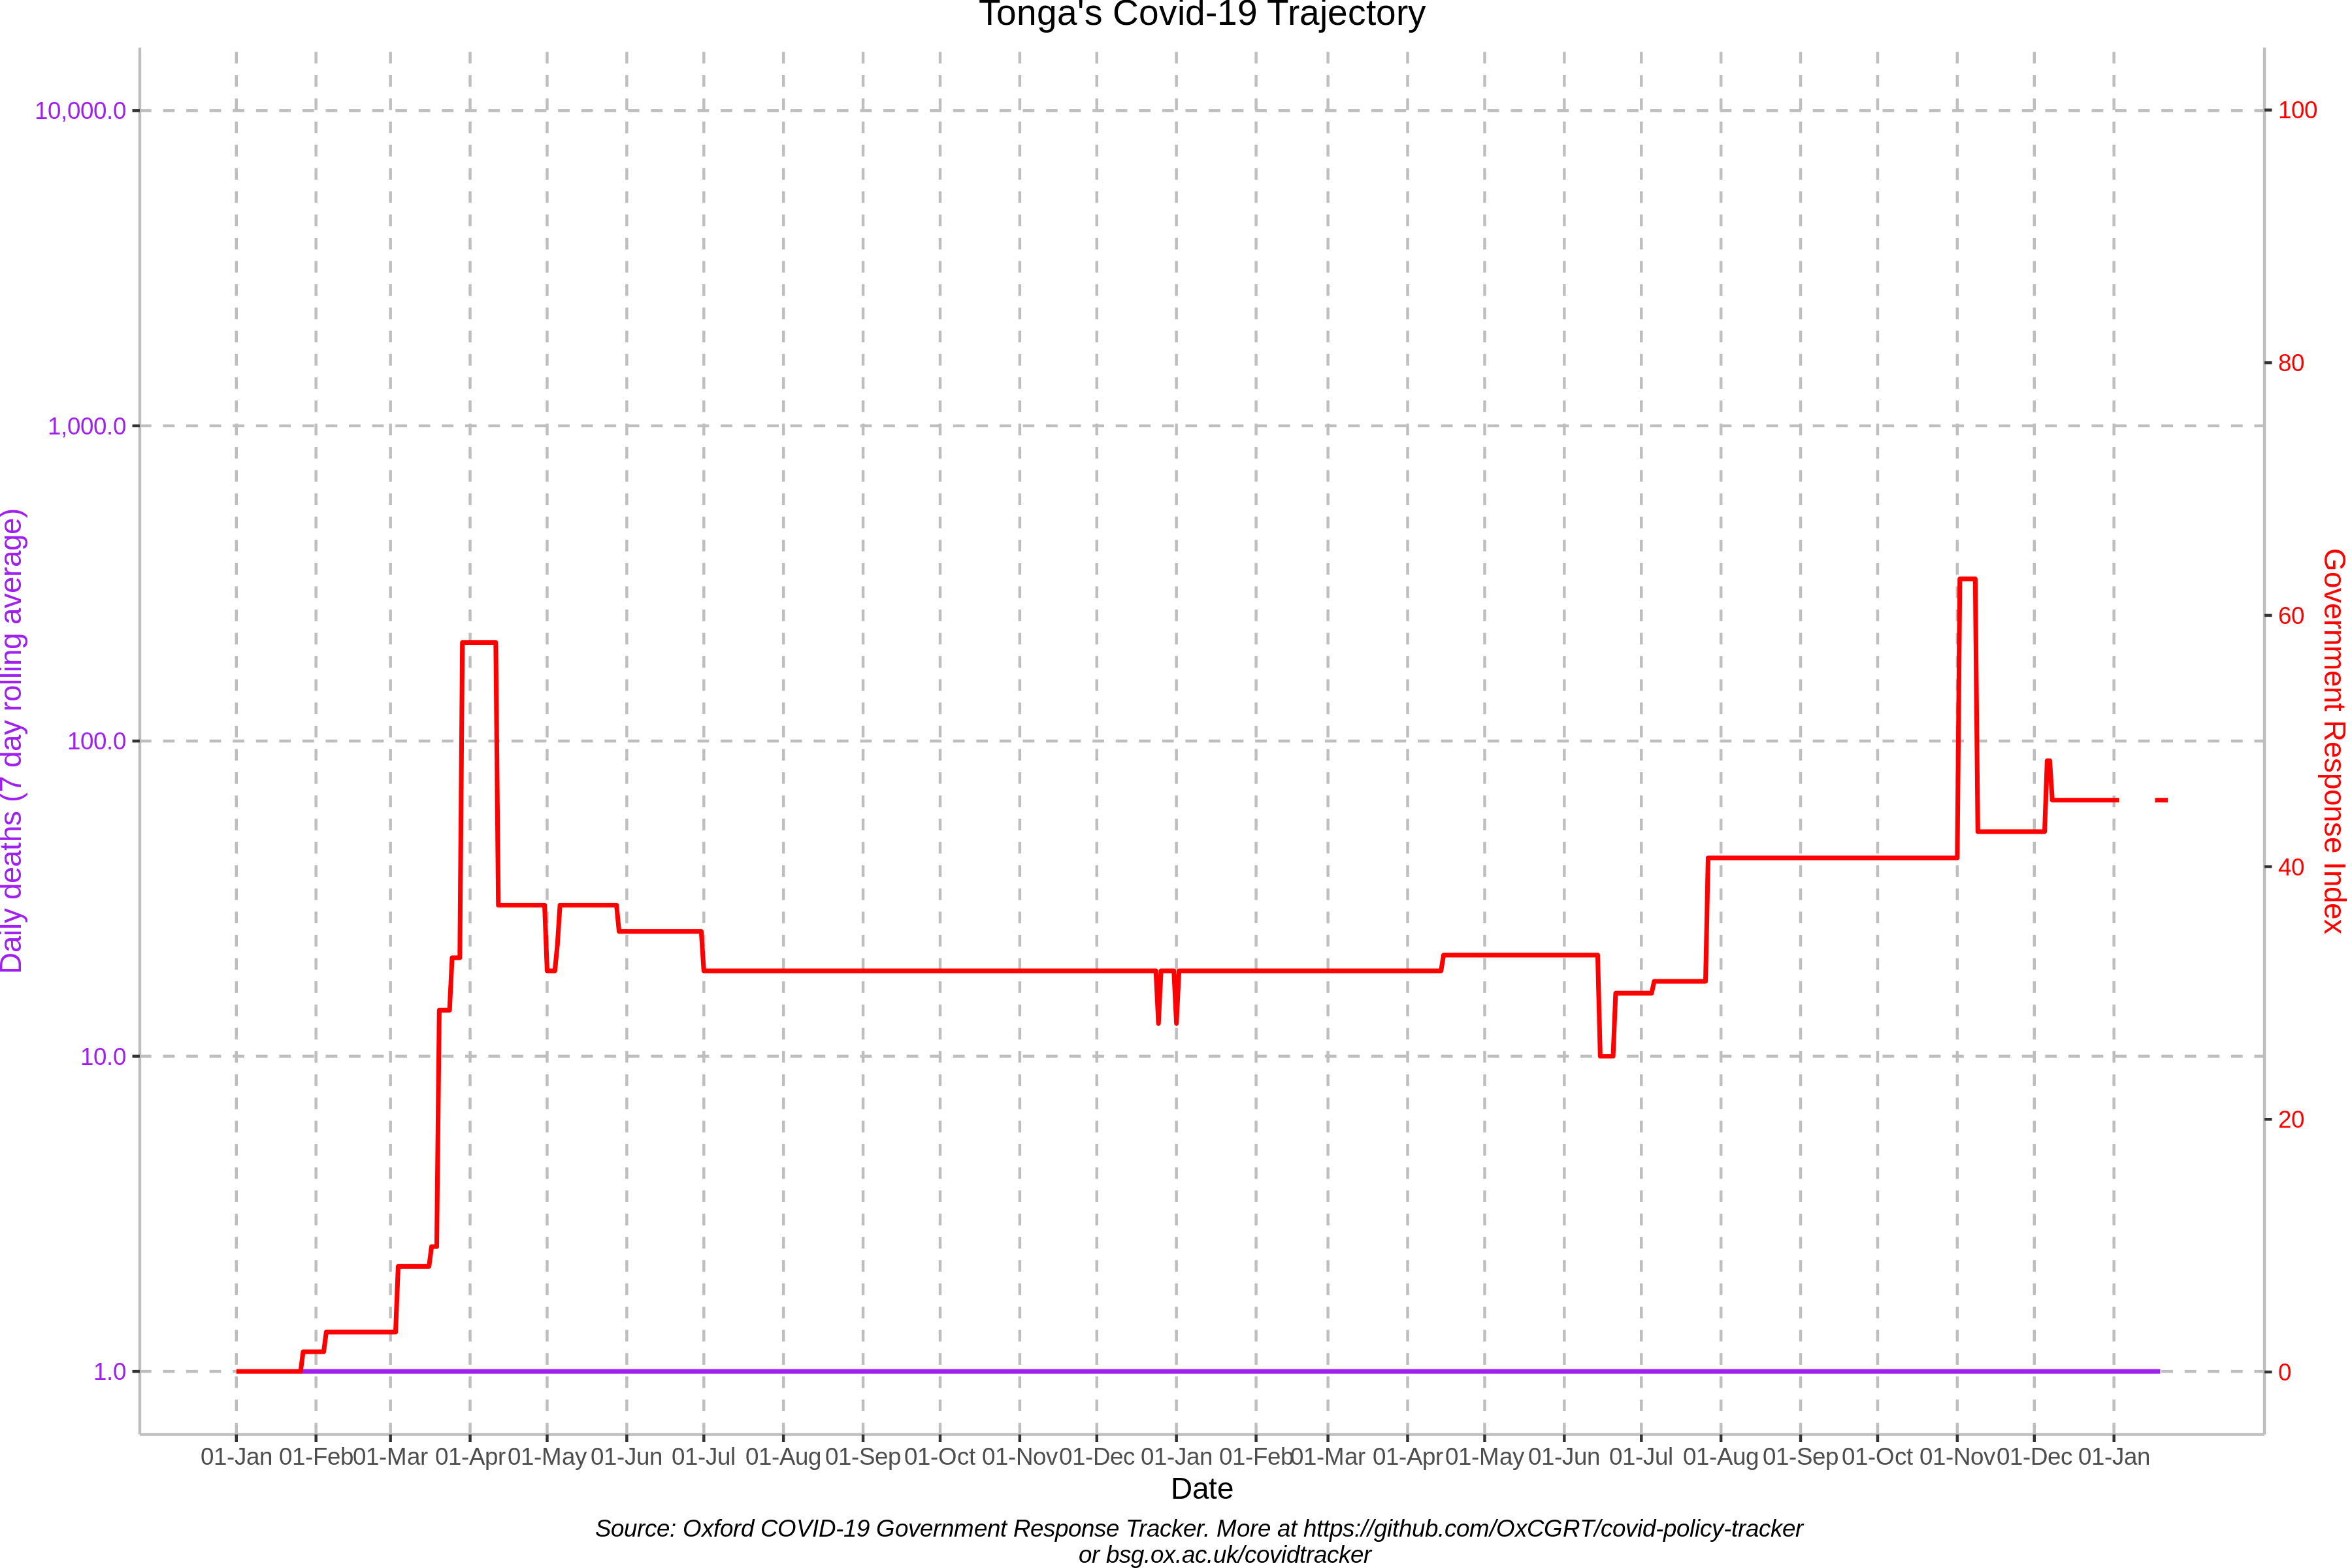 Tonga's Covid-19 Trajectory
10,000.0
1,000.0
100.0
10.0
1.0
Daily deaths (7 day rolling average)
100
80
60
40
20
0
Government Response Index
01-Jan 01-Feb 01-Mar 01-Apr 01-May 01-Jun 01-Jul 01-Aug 01-Sep 01-Oct 01-Nov 01-Dec 01-Jan 01-Feb 01-Mar 01-Apr 01-May 01-Jun 01-Jul 01-Aug 01-Sep 01-Oct 01-Nov 01-Dec 01-Jan
Date
Source: Oxford COVID-19 Government Response Tracker. More at https://github.com/OxCGRT/covid-policy-tracker
or bsg.ox.ac.uk/covidtracker